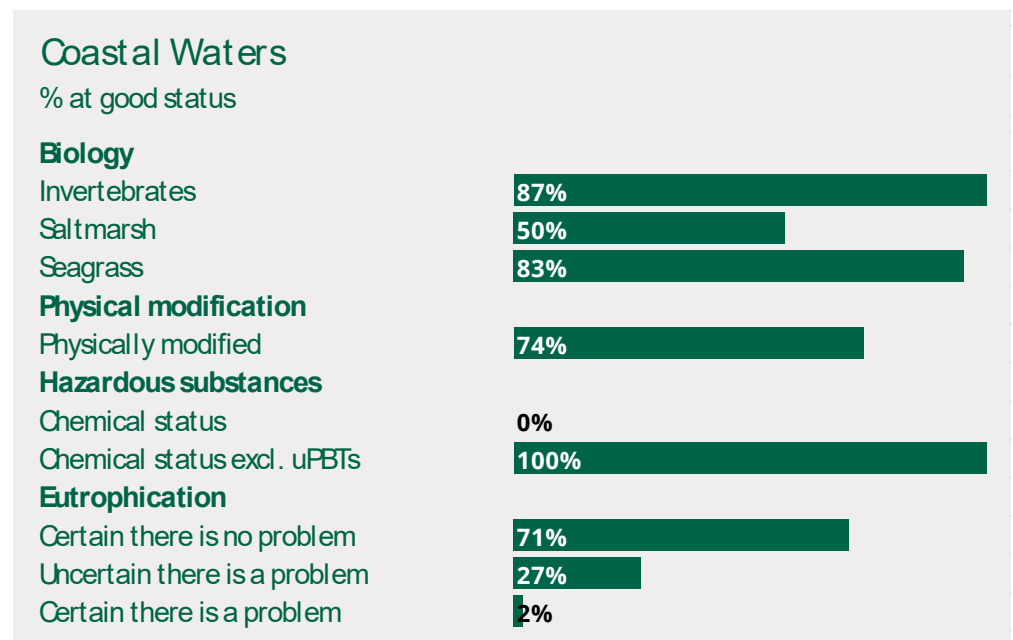 Coastal Waters
% at good status
Biology
Invertebrates 87%
Saltmarsh 50%
Seagrass 83%
Physical modification
Physically modified 74%
Hazardous substances
Chemical status 0%
Chemical status excl. uPBTs 100%
Eutrophication
Certain there is no problem 71%
Uncertain there is a problem 27%
Certain there is a problem 2%